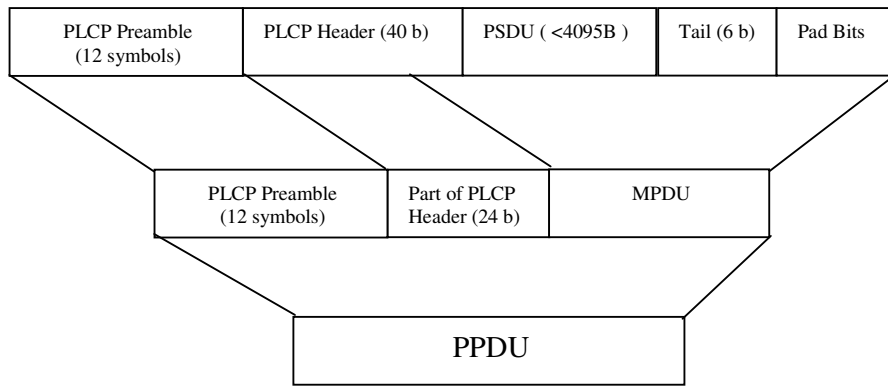 PLCP Preamble
(12 symbols)
PLCP Header (40 b)
PSDU ( <4095B )
Tail (6 b)
Pad Bits
PLCP Preamble
(12 symbols)
Part of PLCP
Header (24 b)
MPDU
PPDU